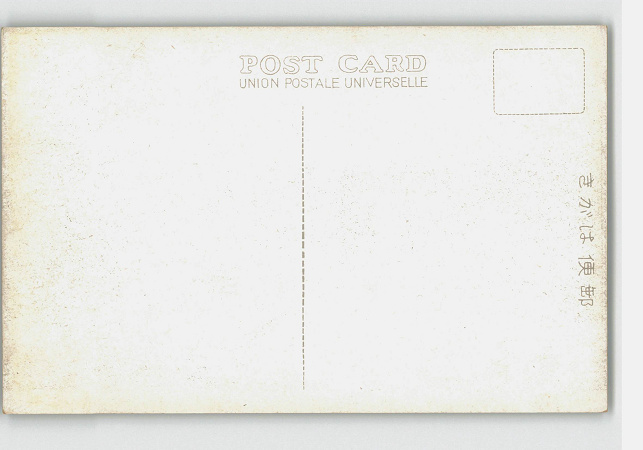 POST CARD
UNION POSTALE UNIVERSELLE
郵便はがき